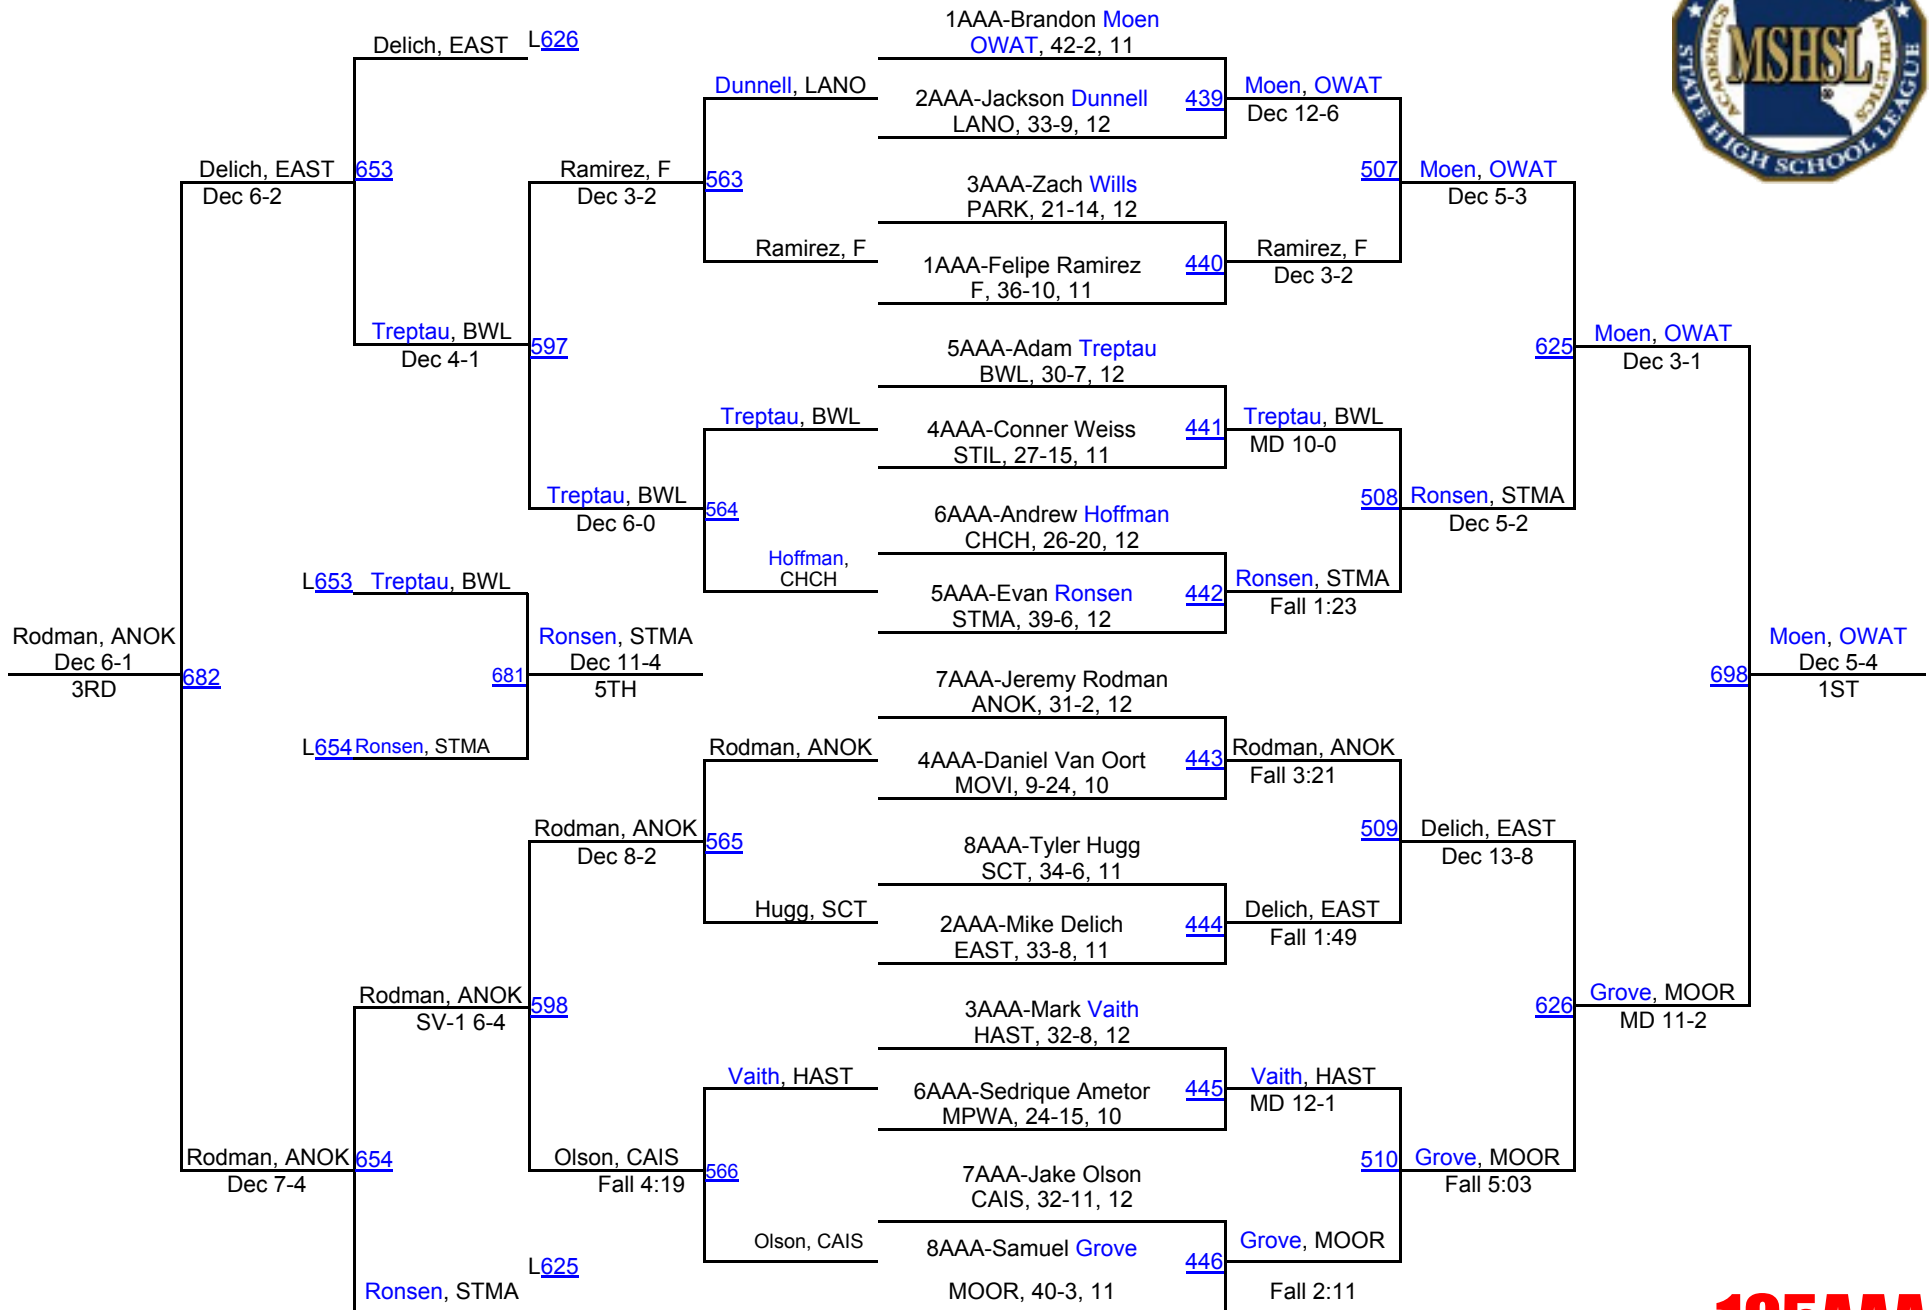 1AAA-Brandon Moen
OWAT, 42-2, 11
Delich, EAST L626
Dunnell, LANO
2AAA-Jackson Dunnell
LANO, 33-9, 12
439
Moen, OWAT
Dec 12-6
Delich, EAST
Dec 6-2
653
Ramirez, F
Dec 3-2
563
3AAA-Zach Wills
PARK, 21-14, 12
507
Moen, OWAT
Dec 5-3
Ramirez, F
1AAA-Felipe Ramirez
F, 36-10, 11
440
Ramirez, F
Dec 3-2
Treptau, BWL
Dec 4-1
597
5AAA-Adam Treptau
BWL, 30-7, 12
625
Moen, OWAT
Dec 3-1
Treptau, BWL
4AAA-Conner Weiss
STIL, 27-15, 11
441
Treptau, BWL
MD 10-0
Treptau, BWL
Dec 6-0
564
6AAA-Andrew Hoffman
CHCH, 26-20, 12
508
Ronsen, STMA
Dec 5-2
Hoffman,
CHCH
5AAA-Evan Ronsen
STMA, 39-6, 12
442
Ronsen, STMA
Fall 1:23
L653 Treptau, BWL
Rodman, ANOK
Dec 6-1
3RD
682
681
Ronsen, STMA
Dec 11-4
5TH
7AAA-Jeremy Rodman
ANOK, 31-2, 12
698
Moen, OWAT
Dec 5-4
1ST
L654 Ronsen, STMA
Rodman, ANOK
4AAA-Daniel Van Oort
MOVI, 9-24, 10
443
Rodman, ANOK
Fall 3:21
Rodman, ANOK
Dec 8-2
565
8AAA-Tyler Hugg
SCT, 34-6, 11
509
Delich, EAST
Dec 13-8
Hugg, SCT
2AAA-Mike Delich
EAST, 33-8, 11
444
Delich, EAST
Fall 1:49
Rodman, ANOK
SV-1 6-4
598
3AAA-Mark Vaith
HAST, 32-8, 12
626
Grove, MOOR
MD 11-2
Vaith, HAST
6AAA-Sedrique Ametor
MPWA, 24-15, 10
445
Vaith, HAST
MD 12-1
Rodman, ANOK
Dec 7-4
654
Olson, CAIS
Fall 4:19
566
7AAA-Jake Olson
CAIS, 32-11, 12
510
Grove, MOOR
Fall 5:03
Olson, CAIS
8AAA-Samuel Grove
MOOR, 40-3, 11
446
Grove, MOOR
Fall 2:11
L625
Ronsen, STMA
ACADEMICS
MSHSL
ATHLETICS
STATE HIGH SCHOOL LEAGUE